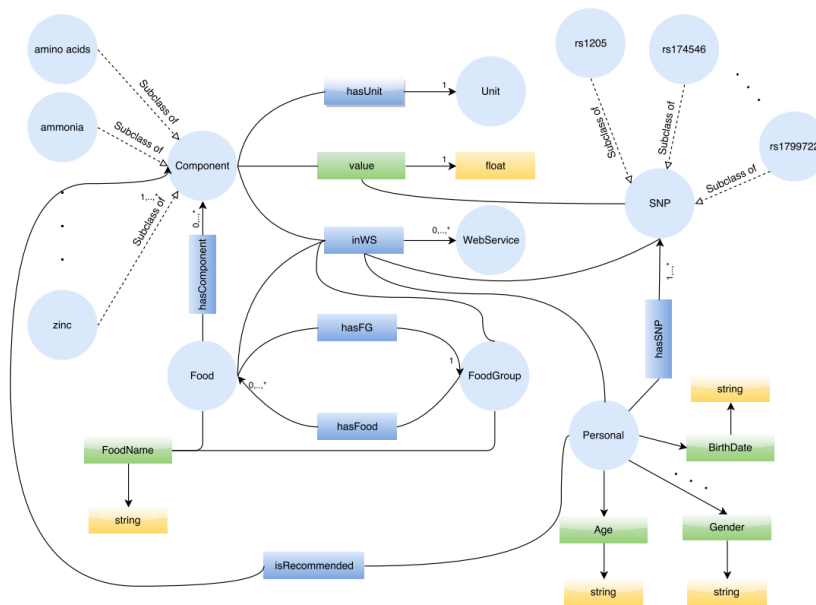 rs1205
rs174546
amino acids
Subclass of
hasUnit
1
Unit
ammonia
Subclass of
Subclass of
Subclass of
rs1799722
Component
value
1
float
Subclass of
SNP
1,..,*
Subclass of
0,..,*
inWS
0,..,*
WebService
hasComponent
1,..,*
hasSNP
zinc
hasFG
Food
0,..,*
1
FoodGroup
string
hasFood
Personal
FoodName
BirthDate
string
Age
Gender
isRecommended
string
string